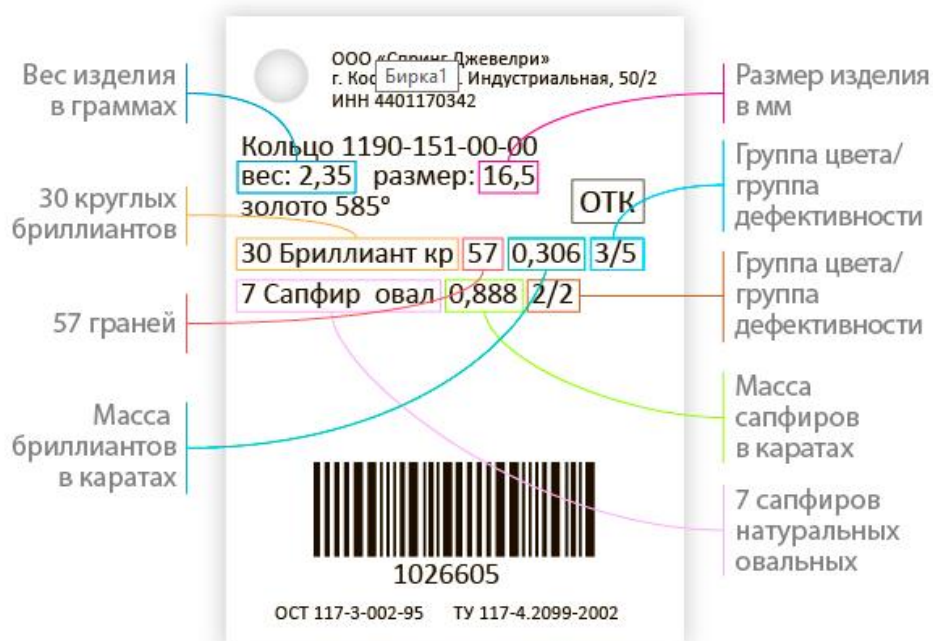 Вес изделия
в граммах
30 круглых
бриллиантов
57 граней
Масса
бриллиантов
в каратах
ООО «Спринг Джевелри»
г. Кос Бирка1 . Индустриальная, 50/2
ИНН 4401170342
Кольцо 1190-151-00-00
вес: 2,35 размер: 16,5
золото 585°
ОТК
30 Бриллиант кр 57 0,306 3/5
7 Сапфир овал 0,888 2/2
1026605
ОСТ 117-3-002-95 ТУ 117-4.2099-2002
Размер изделия
в мм
Группа цвета/
группа
дефективности
Группа цвета/
группа
дефективности
Масса
сапфиров
в каратах
7 сапфиров
натуральных
овальных